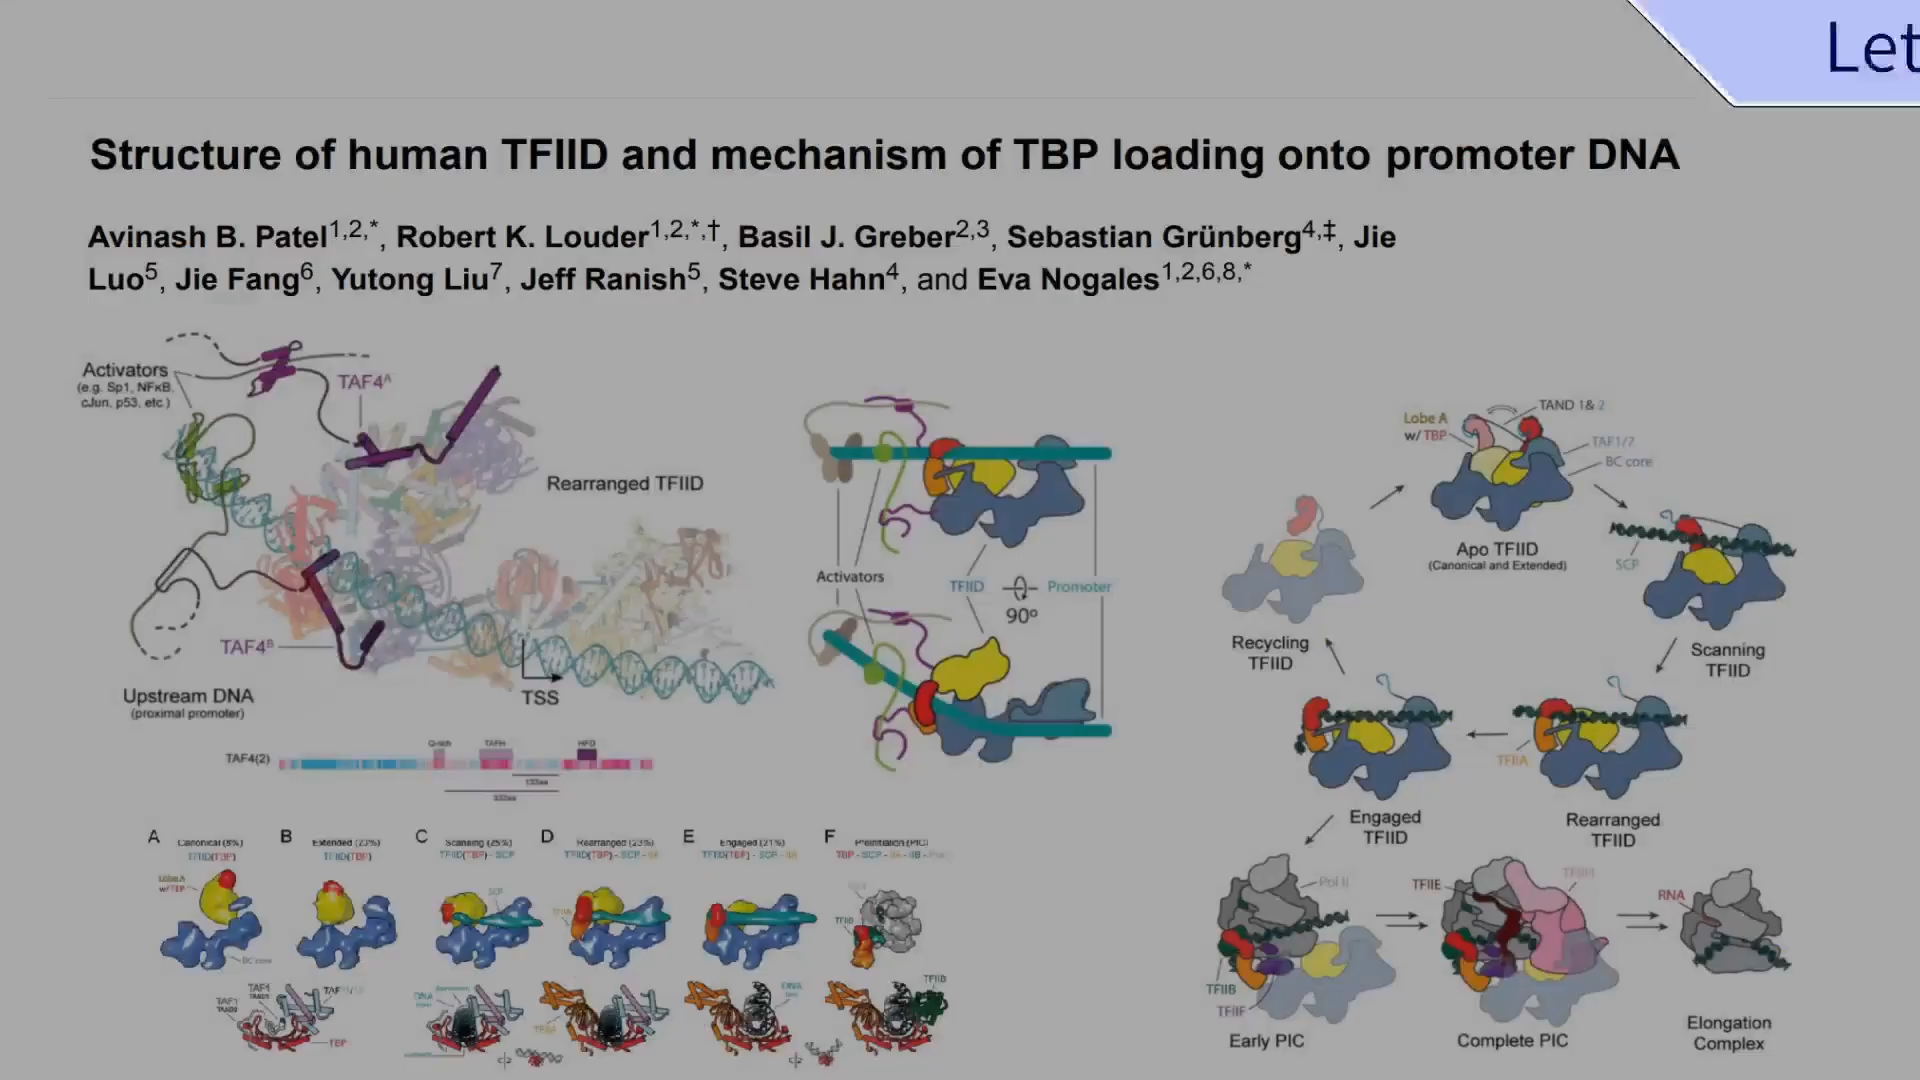 Let
Structure of human TFIID and mechanism of TBP loading onto promoter DNA
Avinash B. Patel1,2,*, Robert K. Louder1,2,*,†, Basil J. Greber2,3, Sebastian Grünberg4,‡, Jie
Luo5, Jie Fang6, Yutong Liu7, Jeff Ranish5, Steve Hahn4, and Eva Nogales1,2,6,8,*
Activators
(e.g. Sp1, NFκB,
cJun, p53, etc.)
TAF4A
Rearranged TFIID
TAF4B
Upstream DNA
(proximal promoter)
TSS
TAF4(2)
Q-rich
TAFH
HFD
Activators
TFIID
90º
Promoter
Lobe A
w/ TBP
TAND 1& 2
TAF1/7
BC core
Apo TFIID
(Canonical and Extended)
SCP
Scanning
TFIID
Recycling
TFIID
Engaged
TFIID
TFIIA
Rearranged
TFIID
Pol II
TFIIB
TFIIF
Early PIC
TFIIE
TFIIH
Complete PIC
RNA
Elongation
Complex
A
Canonical (8%)
TFIID(TBP)
Lobe A
w/TBP
BC core
B
Extended (23%)
TFIID(TBP)
C
Scanning (25%)
TFIID(TBP) - SCP
SCP
D
Rearranged (23%)
TFIID(TBP) - SCP - IIA
E
Engaged (21%)
TFIID(TBP) - SCP - IIA
F
Preinitiation (PIC)
TBP - SCP - IIA - IIB -
TFIIB
TAF1
TAF1
TBP
DNA
DNA
TFIIB